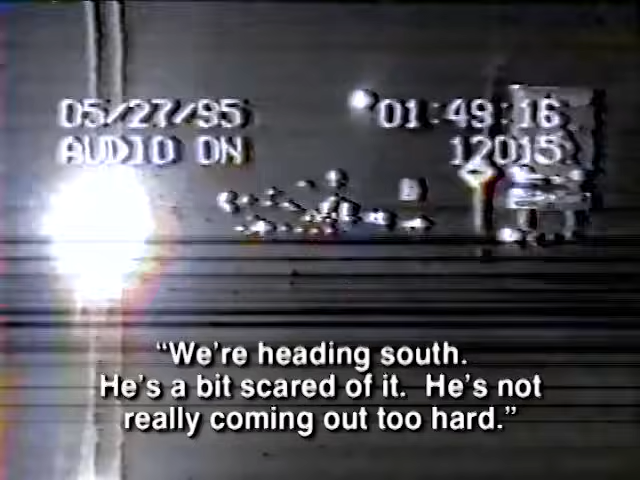 05/27/95 01:49:16
AUDIO ON 12015
"We're heading south.
He's a bit scared of it. He's not
really coming out too hard."